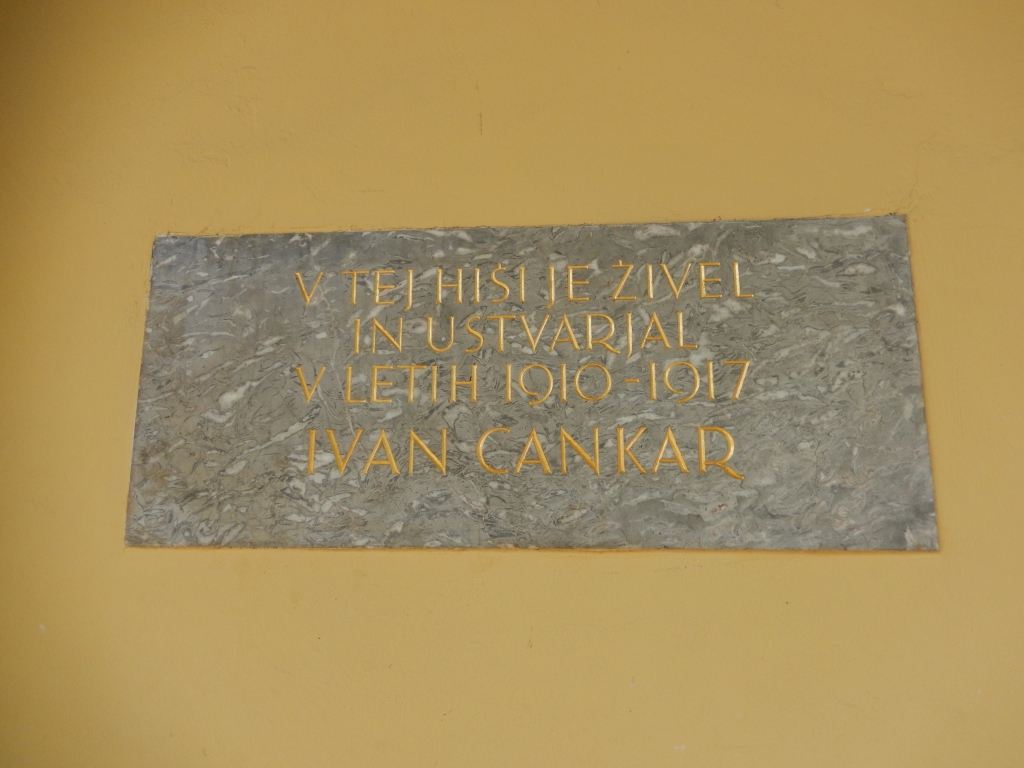 V TEJ HIŠI JE ŽIVEL
IN USTVARJAL
V LETIH 1910-1917
IVAN CANKAR